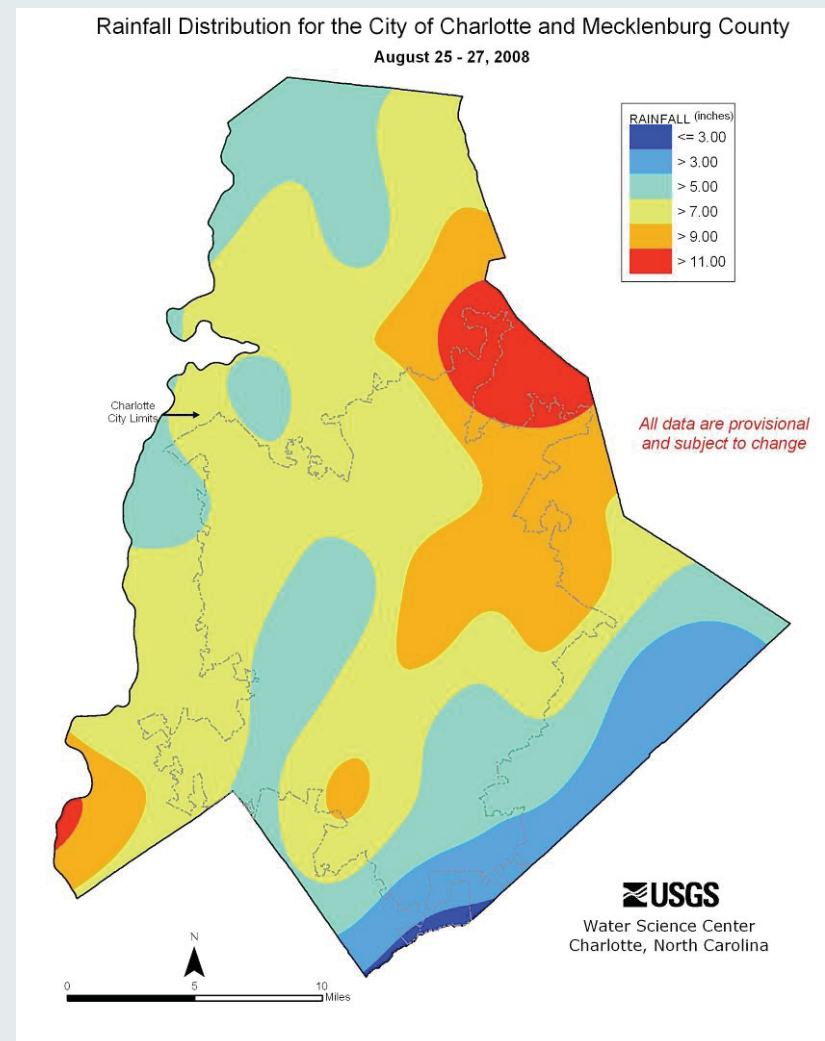 Rainfall Distribution for the City of Charlotte and Mecklenburg County
August 25 - 27, 2008
RAINFALL (inches)
<= 3.00
> 3.00
> 5.00
> 7.00
> 9.00
> 11.00
Charlotte
City Limits
All data are provisional
and subject to change
USGS
Water Science Center
Charlotte, North Carolina
N
0 5 10
Miles